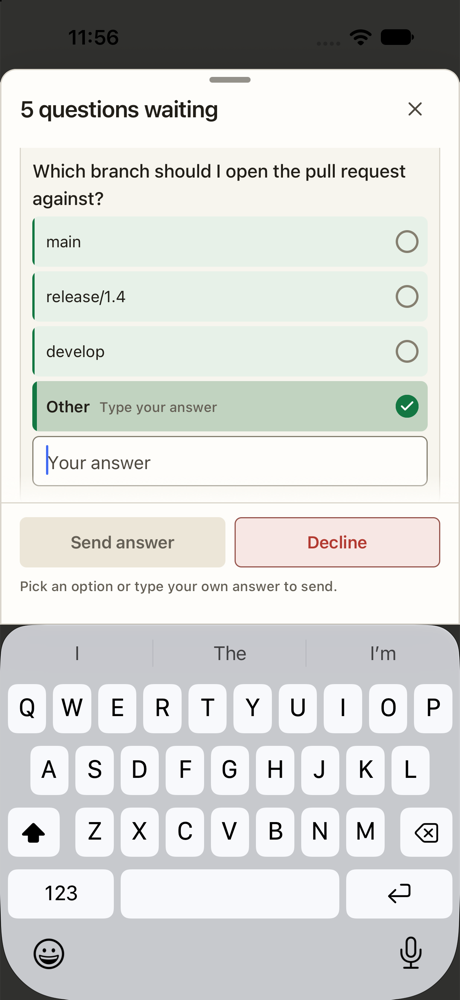 11:56
5 questions waiting
Which branch should I open the pull request
against?
main
release/1.4
develop
Other Type your answer
Your answer
Send answer Decline
Pick an option or type your own answer to send.
I The I'm
Q W E R T Y U I O P
A S D F G H J K L
Z X C V B N M
123